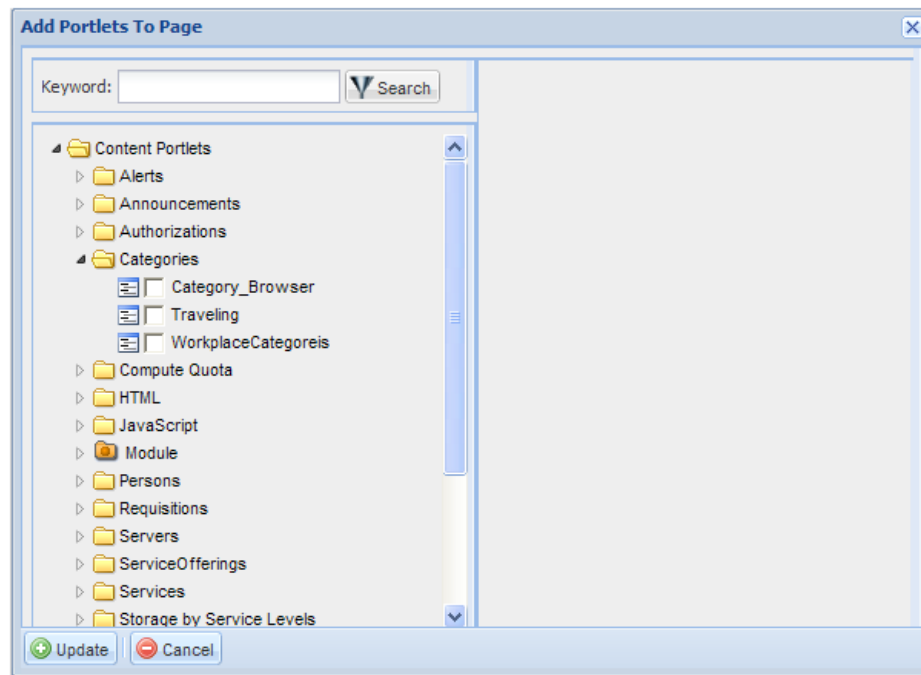 Add Portlets To Page
Keyword: Search
Content Portlets
Alerts
Announcements
Authorizations
Categories
Category_Browser
Traveling
WorkplaceCategoreis
Compute Quota
HTML
JavaScript
Module
Persons
Requisitions
Servers
ServiceOfferings
Services
Storage by Service Levels
Update Cancel